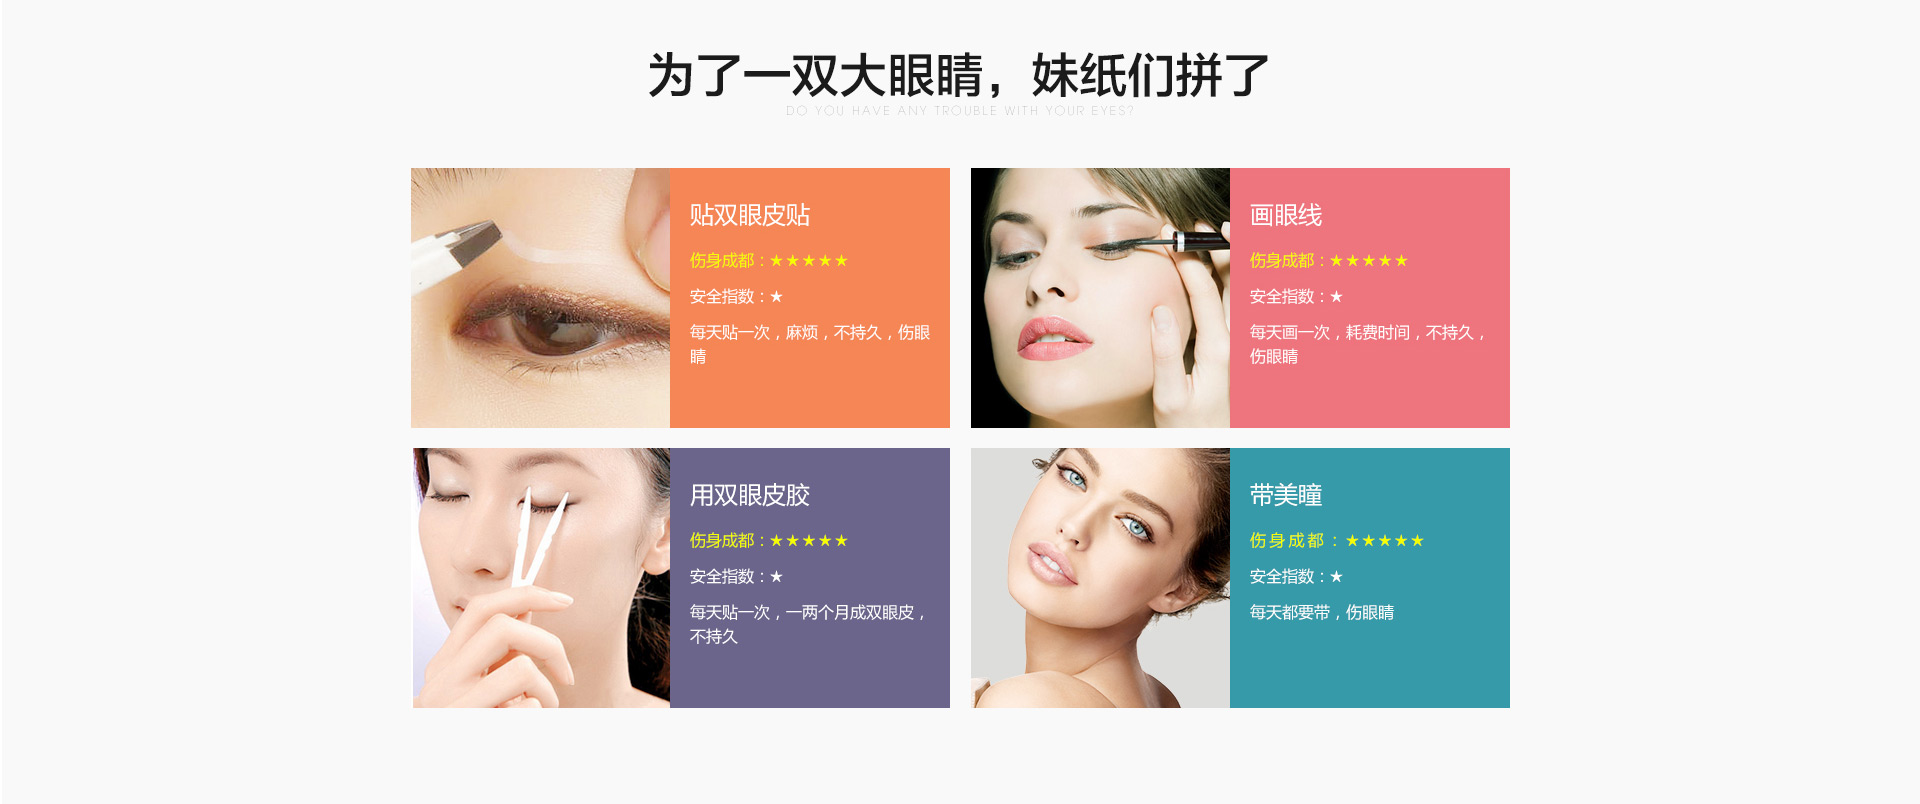 为了一双大眼睛，妹纸们拼了
DO YOU HAVE ANY TROUBLE WITH YOUR EYES?
贴双眼皮贴
伤身成都：★★★★★
安全指数：★
每天贴一次，麻烦，不持久，伤眼
睛
画眼线
伤身成都：★★★★★
安全指数：★
每天画一次，耗费时间，不持久，
伤眼睛
用双眼皮胶
伤身成都：★★★★★
安全指数：★
每天贴一次，一两个月成双眼皮，
不持久
带美瞳
伤身成都：★★★★★
安全指数：★
每天都要带，伤眼睛